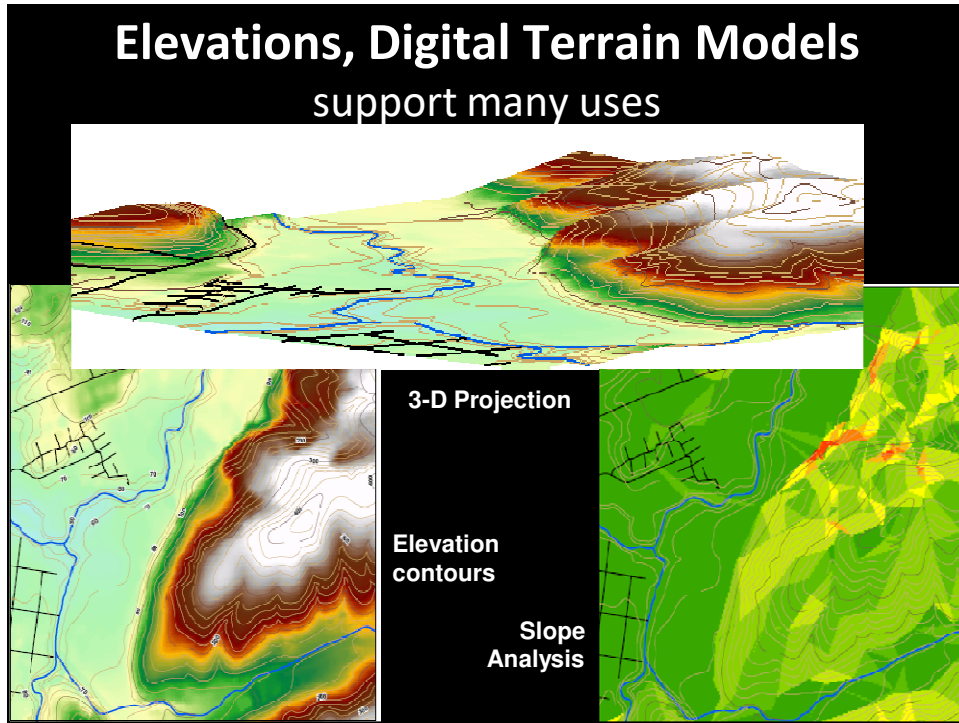 Elevations, Digital Terrain Models
support many uses
3-D Projection
Elevation
contours
Slope
Analysis